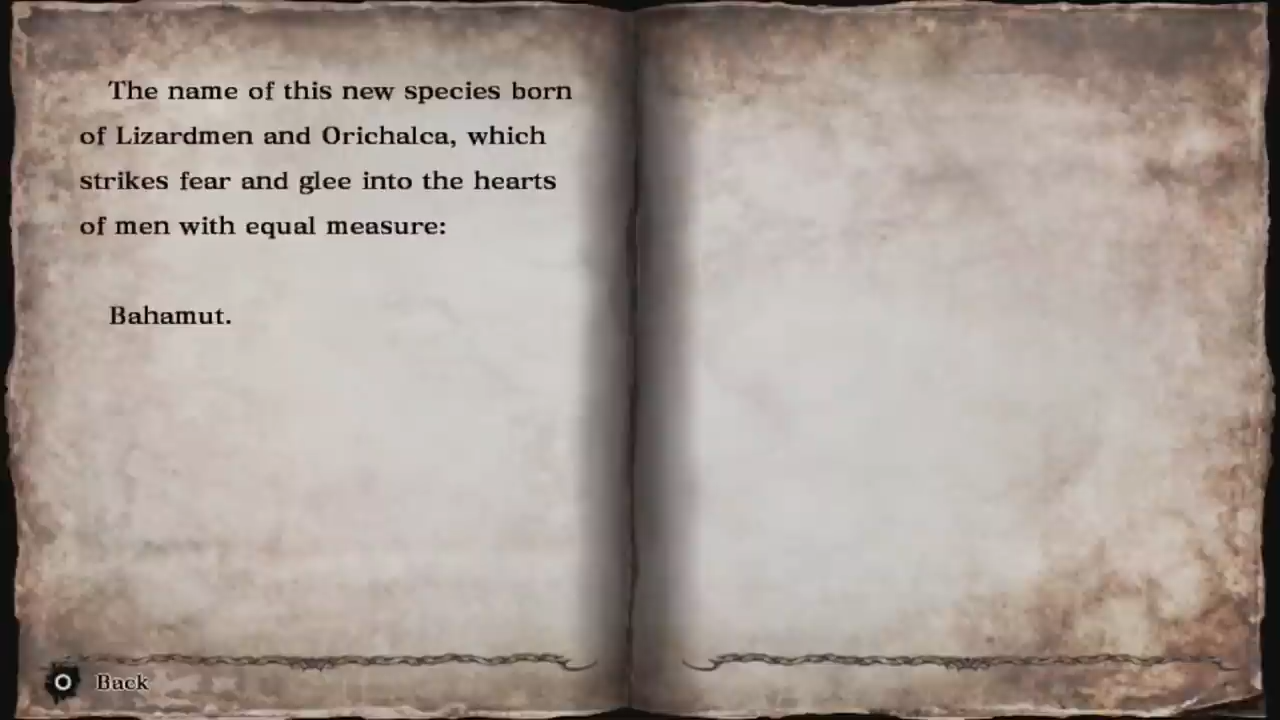 The name of this new species born
of Lizardmen and Orichalca, which
strikes fear and glee into the hearts
of men with equal measure:
Bahamut.
Back